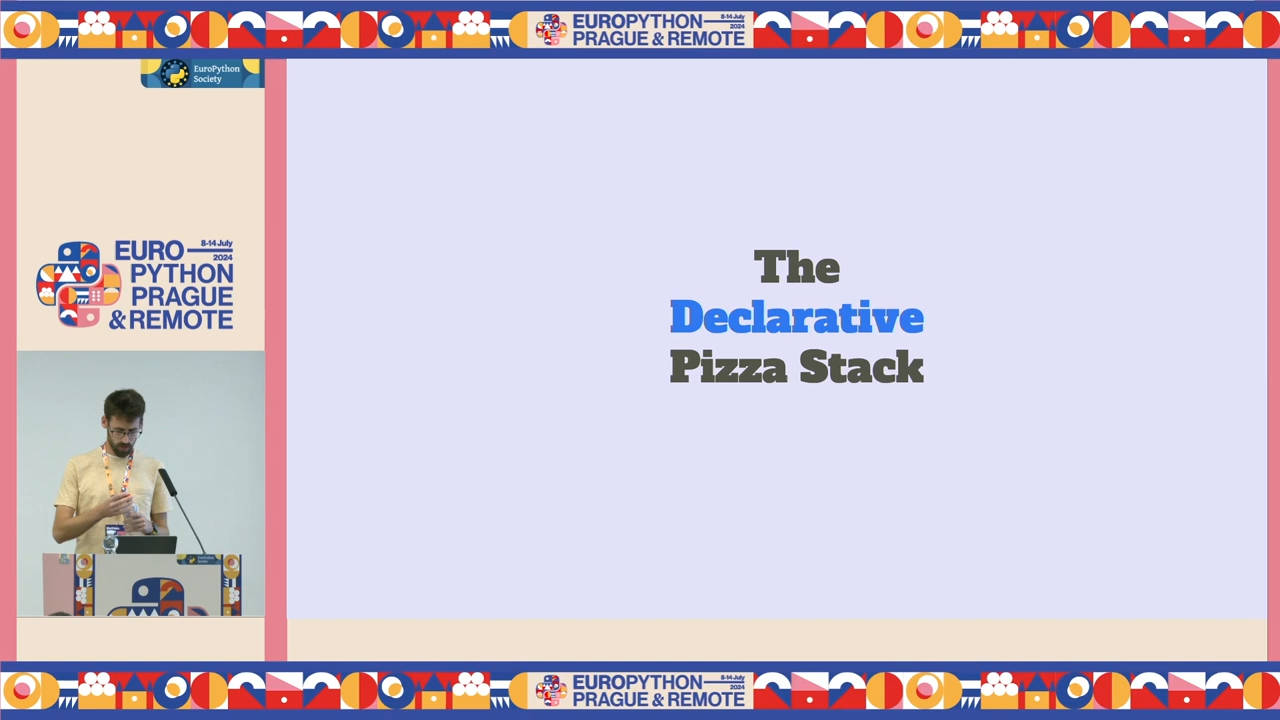 EUROPYTHON
8-14 July
2024
PRAGUE & REMOTE
EuroPython
Society
EURO
8-14 July
2024
PYTHON
PRAGUE
& REMOTE
The
Declarative
Pizza Stack
EUROPYTHON
8-14 July
2024
PRAGUE & REMOTE